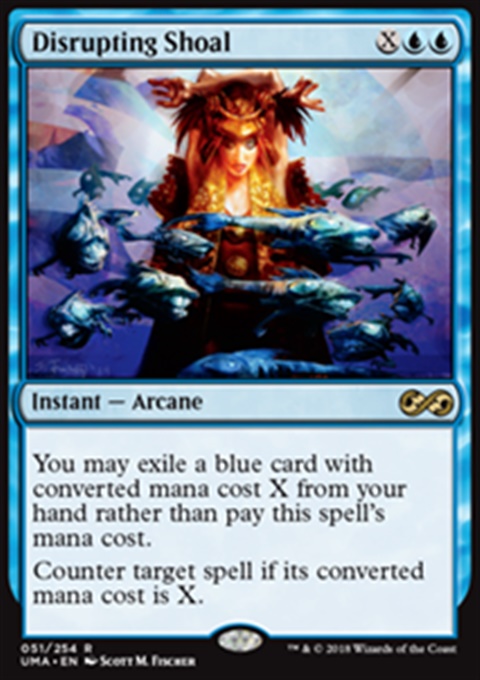 Disrupting Shoal X
Instant — Arcane
You may exile a blue card with
converted mana cost X from your
hand rather than pay this spell's
mana cost.
Counter target spell if its converted
mana cost is X.
051/254 R
UMA • EN Scott M. Fischer
™ & © 2018 Wizards of the Coast